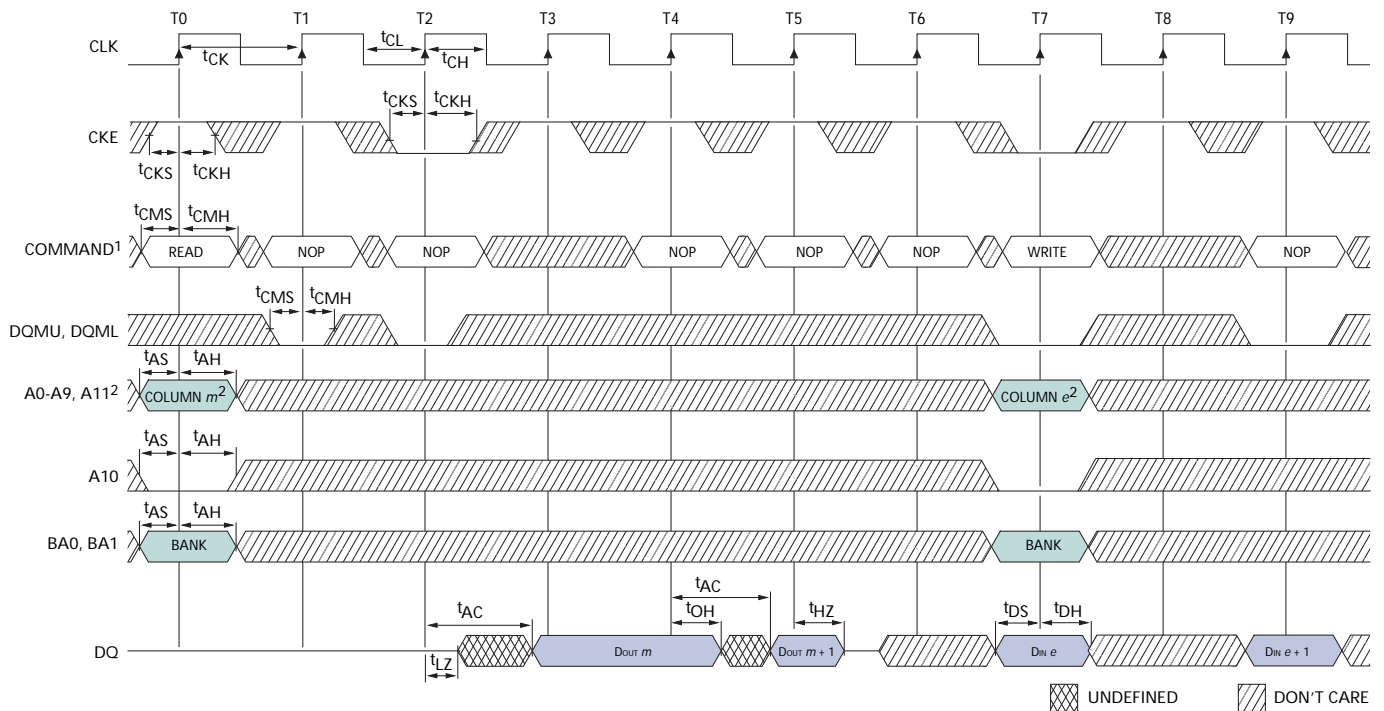 T0 T1 T2 T3 T4 T5 T6 T7 T8 T9
CLK
tCK
tCL
tCH
tCKS tCKH
CKE
tCKS tCKH
tCMS tCMH
COMMAND1
READ NOP NOP NOP NOP NOP WRITE NOP
tCMS tCMH
DQMU, DQML
tAS tAH
A0-A9, A112
COLUMN m2 COLUMN e2
tAS tAH
A10
tAS tAH
BA0, BA1
BANK BANK
tAC
tAC
tOH
tHZ
tDS tDH
DQ
DOUT m DOUT m + 1 DIN e DIN e + 1
tLZ
UNDEFINED DON'T CARE